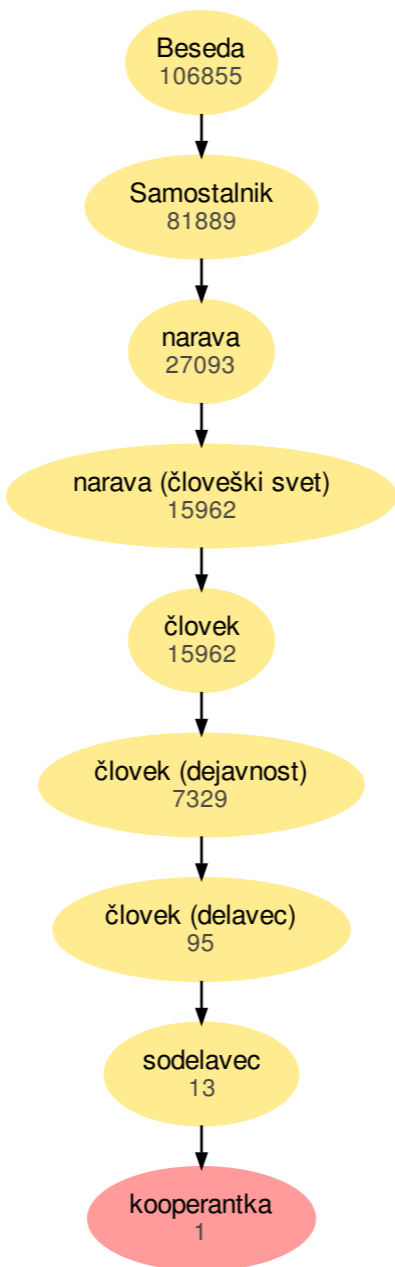 Beseda
106855
Samostalnik
81889
narava
27093
narava (človeški svet)
15962
človek
15962
človek (dejavnost)
7329
človek (delavec)
95
sodelavec
13
kooperantka
1